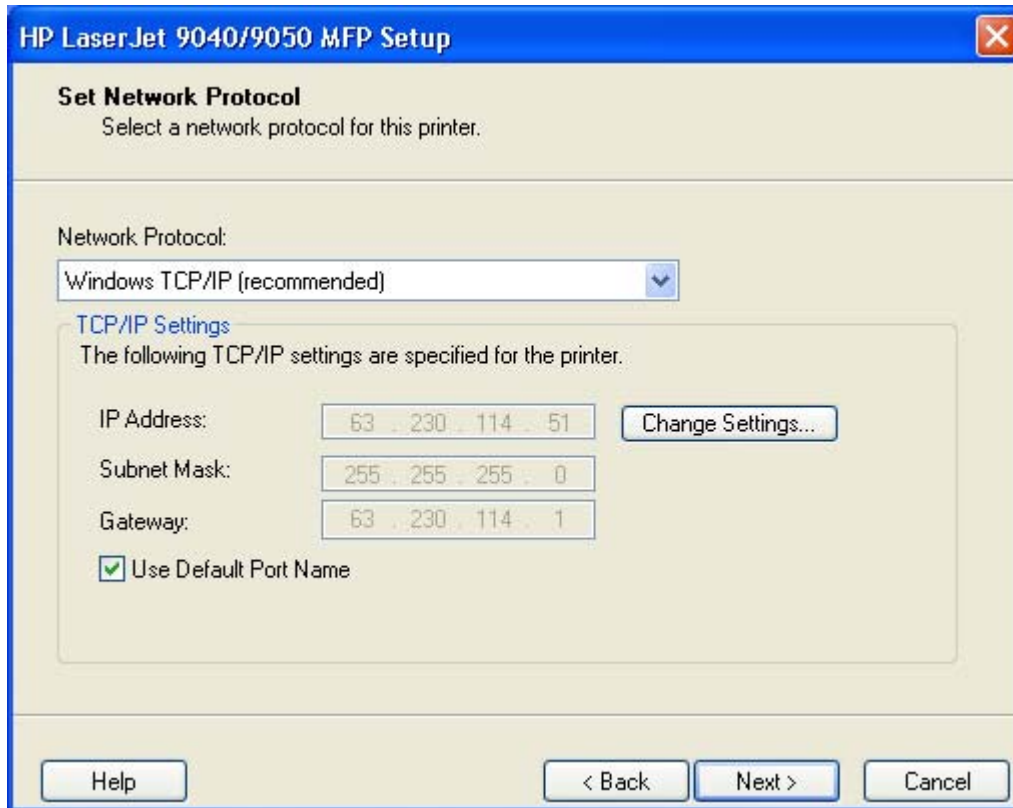 HP LaserJet 9040/9050 MFP Setup
Set Network Protocol
Select a network protocol for this printer.
Network Protocol:
Windows TCP/IP (recommended)
TCP/IP Settings
The following TCP/IP settings are specified for the printer.
IP Address: 63 . 230 . 114 . 51 Change Settings...
Subnet Mask: 255 . 255 . 255 . 0
Gateway: 63 . 230 . 114 . 1
Use Default Port Name
Help < Back Next > Cancel